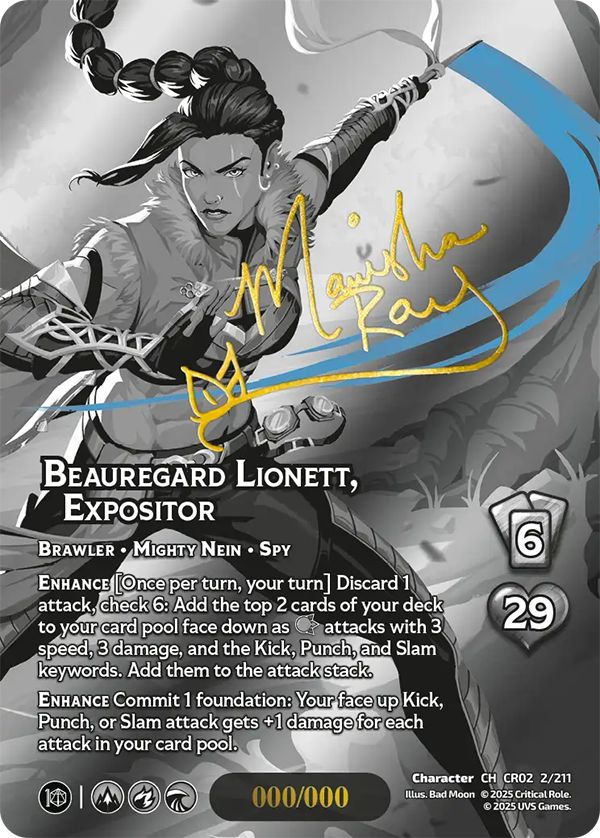 Manisha
Ray
Beauregard Lionett,
Expositor
Brawler • Mighty Nein • Spy
6
29
Enhance [Once per turn, your turn] Discard 1
attack, check 6: Add the top 2 cards of your deck
to your card pool face down as attacks with 3
speed, 3 damage, and the Kick, Punch, and Slam
keywords. Add them to the attack stack.
Enhance Commit 1 foundation: Your face up Kick,
Punch, or Slam attack gets +1 damage for each
attack in your card pool.
1
000/000
Character CH CR02 2/211
Illus. Bad Moon © 2025 Critical Role.
© 2025 UVS Games.